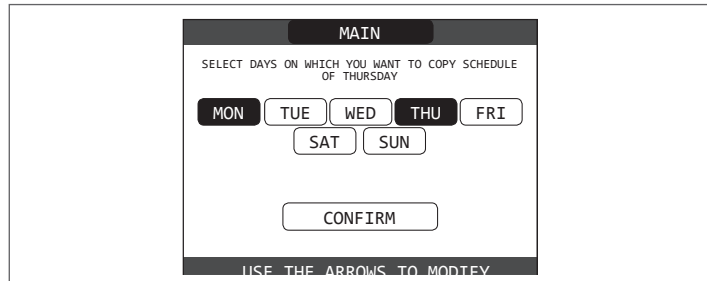 MAIN
SELECT DAYS ON WHICH YOU WANT TO COPY SCHEDULE
OF THURSDAY
MON TUE WED THU FRI
SAT SUN
CONFIRM
USE THE ARROWS TO MODIFY